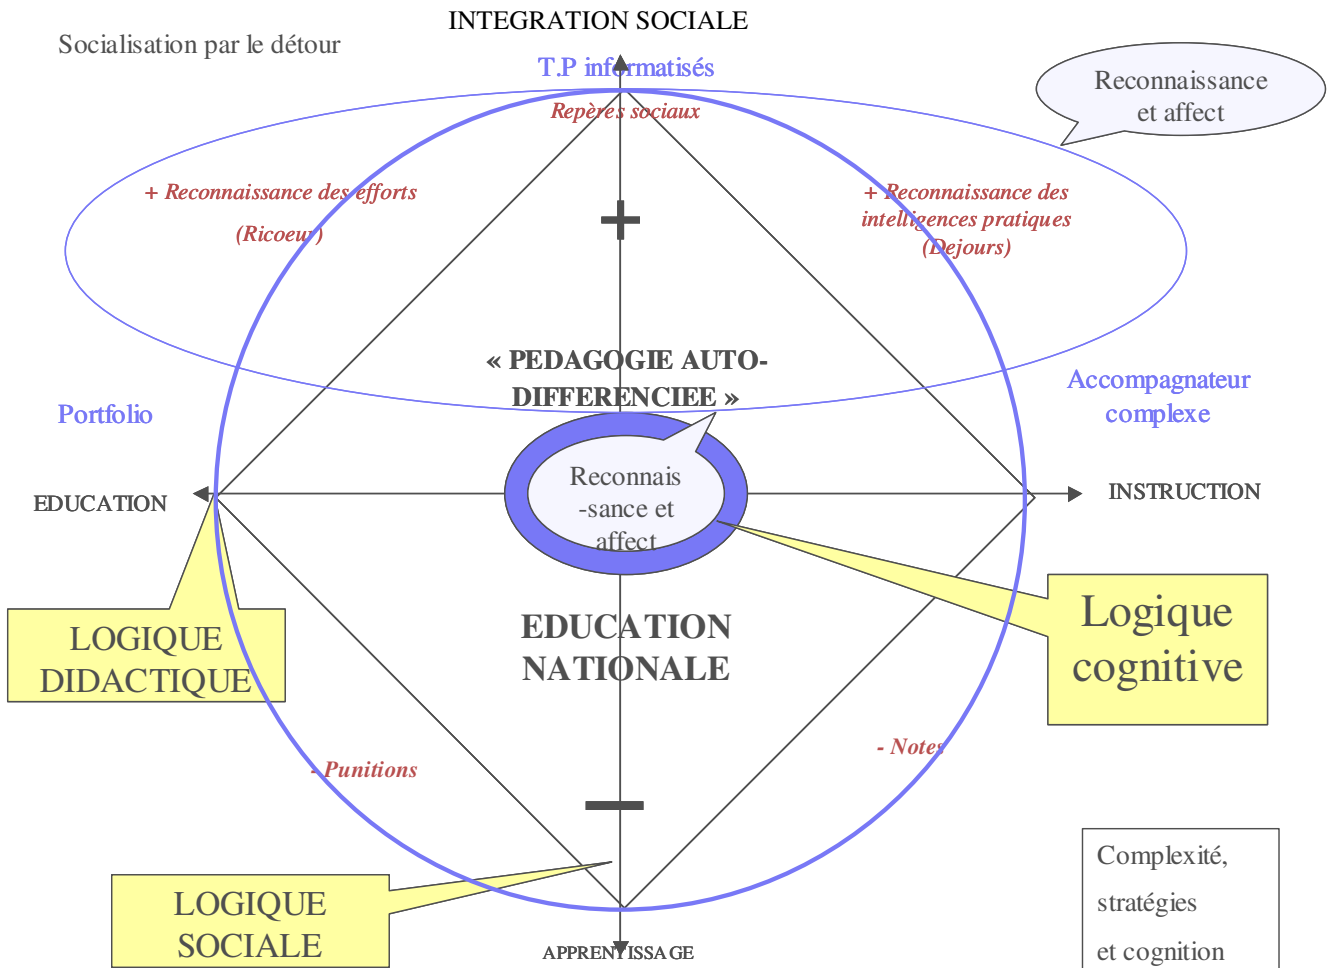 INTEGRATION SOCIALE
Socialisation par le détour
T.P informatisés
Reconnaissance
et affect
Repères sociaux
+ Reconnaissance des efforts
(Ricoeur)
+ Reconnaissance des
intelligences pratiques
(Dejours)
« PEDAGOGIE AUTO-
DIFFERENCIEE »
Portfolio
Accompagnateur
complexe
Reconnais
-sance et
affect
EDUCATION
INSTRUCTION
LOGIQUE
DIDACTIQUE
EDUCATION
NATIONALE
Logique
cognitive
- Punitions
- Notes
LOGIQUE
SOCIALE
APPRENTISSAGE
Complexité,
stratégies
et cognition